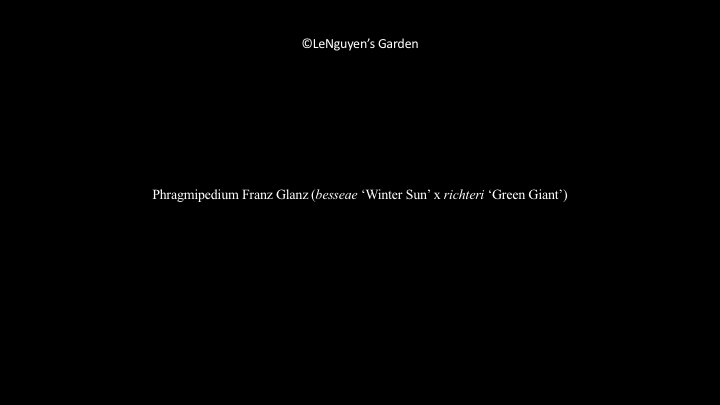 ©LeNguyen’s Garden
Phragmipedium Franz Glanz (besseae ‘Winter Sun’ x richteri ‘Green Giant’)